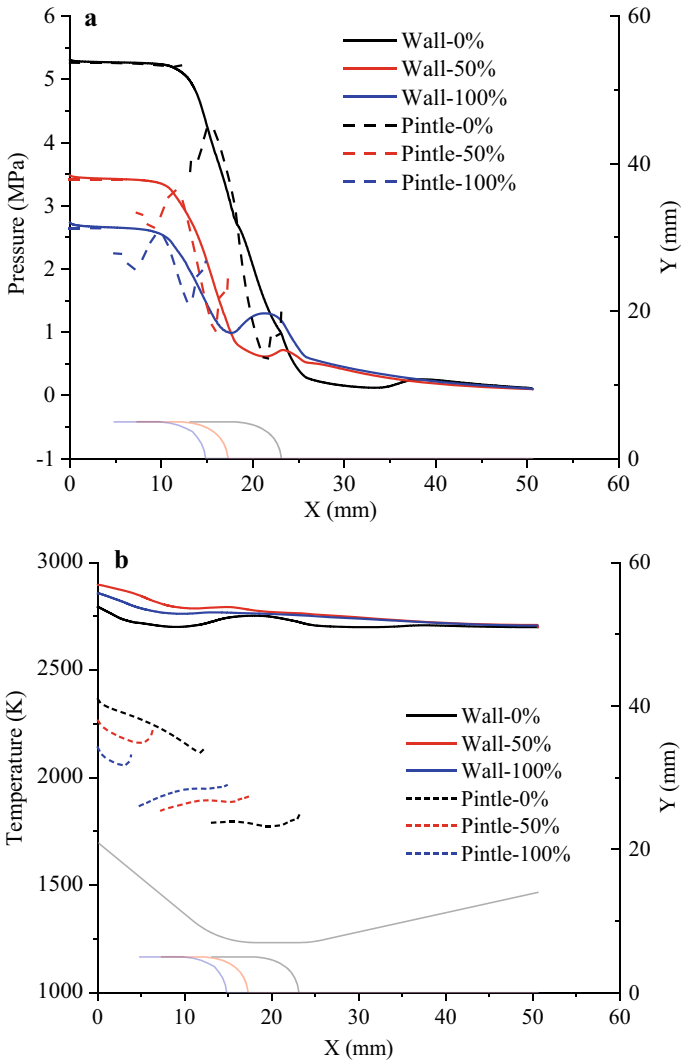 a
6
5
4
3
2
1
0
-1
Pressure (MPa)
60
40
20
0
Y (mm)
Wall-0%
Wall-50%
Wall-100%
Pintle-0%
Pintle-50%
Pintle-100%
0 10 20 30 40 50 60
X (mm)
b
3000
2500
2000
1500
1000
Temperature (K)
60
40
20
0
Y (mm)
Wall-0%
Wall-50%
Wall-100%
Pintle-0%
Pintle-50%
Pintle-100%
0 10 20 30 40 50 60
X (mm)